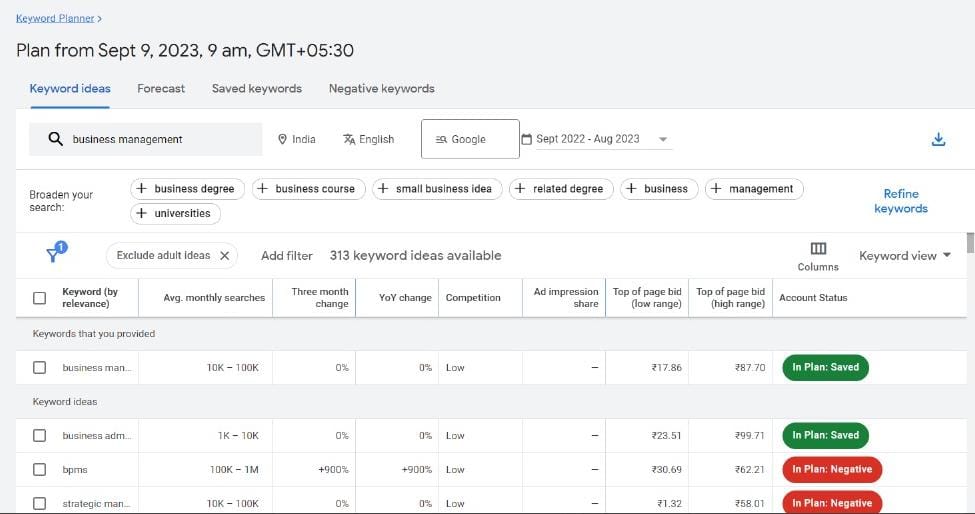 Keyword Planner >
Plan from Sept 9, 2023, 9 am, GMT+05:30
Keyword ideas Forecast Saved keywords Negative keywords
business management India English Google Sept 2022 - Aug 2023
Broaden your search: + business degree + business course + small business idea + related degree + business + management
+ universities
Refine keywords
1 Exclude adult ideas X Add filter 313 keyword ideas available Columns Keyword view
Keyword (by relevance) Avg. monthly searches Three month change YoY change Competition Ad impression share Top of page bid (low range) Top of page bid (high range) Account Status
Keywords that you provided
business man... 10K – 100K 0% 0% Low — ₹17.86 ₹87.70 In Plan: Saved
Keyword ideas
business adm... 1K – 10K 0% 0% Low — ₹23.51 ₹99.71 In Plan: Saved
bpms 100K – 1M +900% +900% Low — ₹30.69 ₹62.21 In Plan: Negative
strategic man... 10K – 100K 0% 0% Low — ₹1.32 ₹58.01 In Plan: Negative